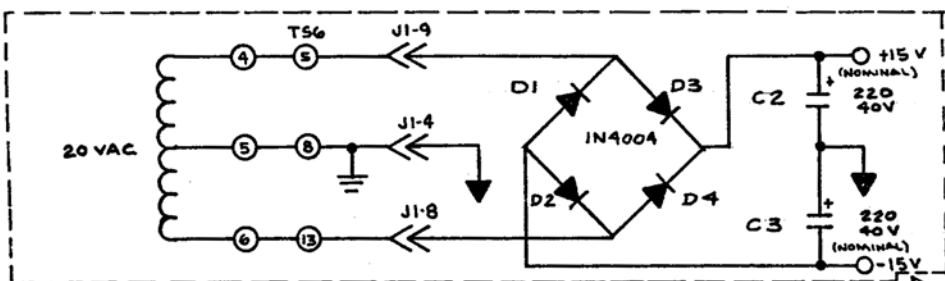 TS6
J1-9
4
5
D1
D3
+15 V
(NOMINAL)
+
C2
220
40V
1N4004
20 VAC
5
8
J1-4
D2
D4
+
C3
220
40V
(NOMINAL)
6
13
J1-8
-15V